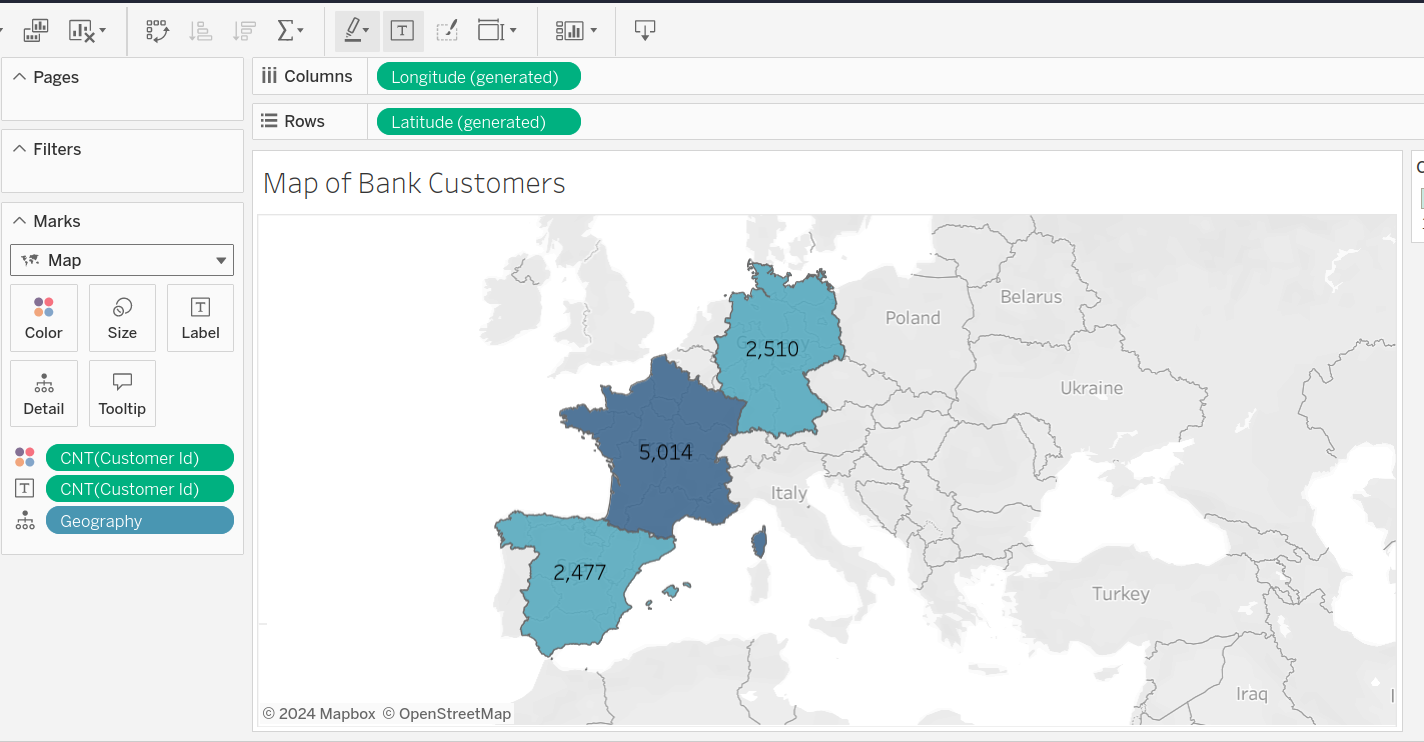 Pages
Columns
Longitude (generated)
Rows
Latitude (generated)
Filters
Marks
Map
Color
Size
Label
Detail
Tooltip
CNT(Customer Id)
CNT(Customer Id)
Geography
Map of Bank Customers
Belarus
Poland
2,510
Ukraine
5,014
Italy
2,477
Turkey
Iraq
© 2024 Mapbox © OpenStreetMap